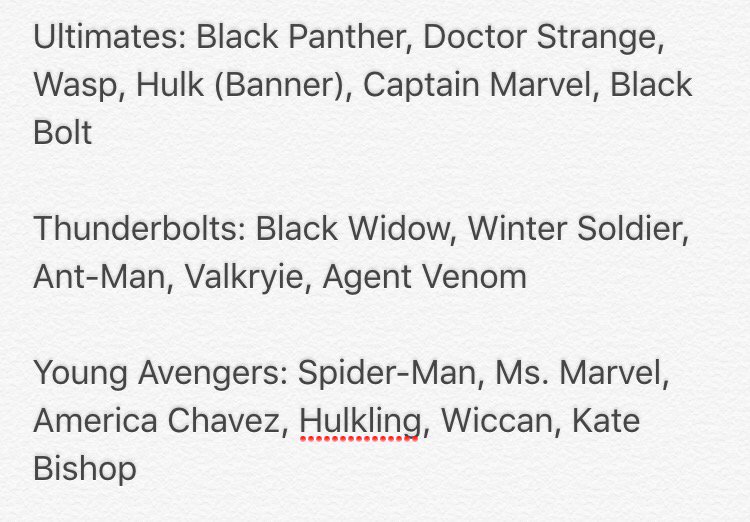 Ultimates: Black Panther, Doctor Strange,
Wasp, Hulk (Banner), Captain Marvel, Black
Bolt
Thunderbolts: Black Widow, Winter Soldier,
Ant-Man, Valkryie, Agent Venom
Young Avengers: Spider-Man, Ms. Marvel,
America Chavez, Hulkling, Wiccan, Kate
Bishop